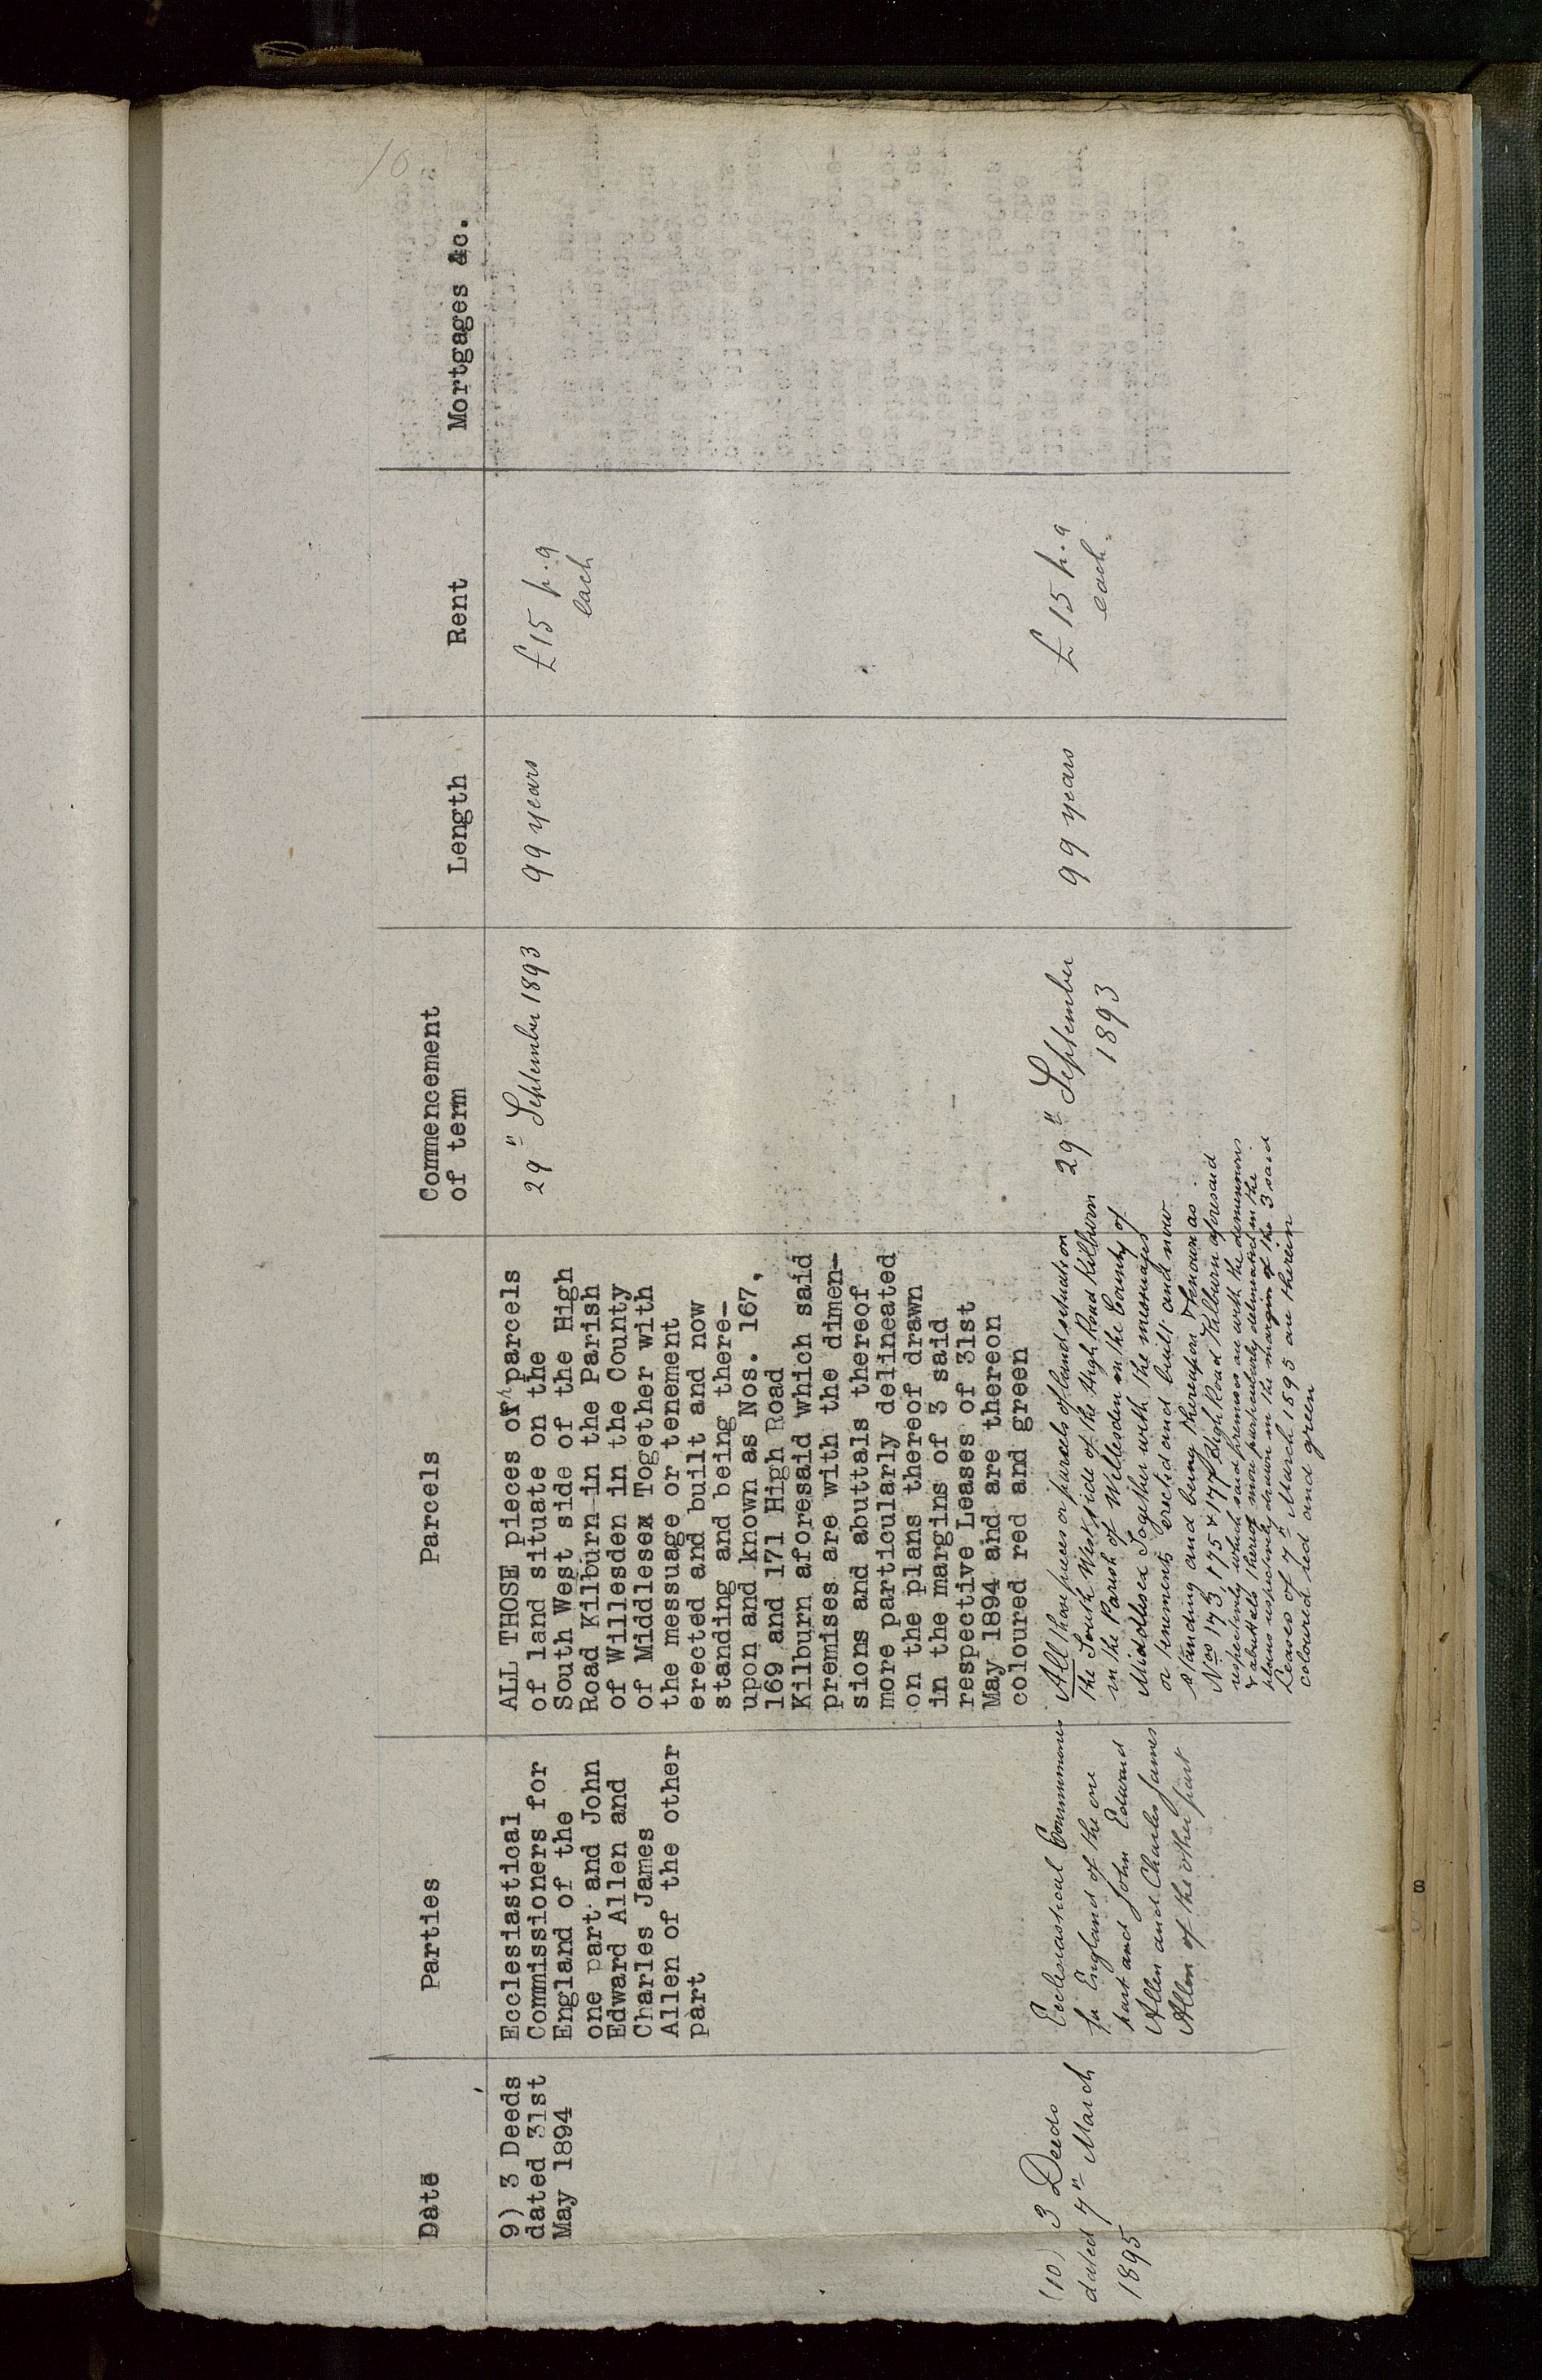 10.
Date
Parties
Parcels
Commencement
of term
Length
Rent
Mortgages &c.
9) 3 Deeds
dated 31st
May 1894
Ecclesiastical
Commissioners for
England of the
one part and John
Edward Allen and
Charles James
Allen of the other
part
ALL THOSE pieces or parcels
of land situate on the
South West side of the High
Road Kilburn in the Parish
of Willesden in the County
of Middlesex Together with
the messuage or tenement
erected and built and now
standing and being there-
upon and known as Nos. 167,
169 and 171 High Road
Kilburn aforesaid which said
premises are with the dimen-
sions and abuttals thereof
more particularly delineated
on the plans thereof drawn
in the margins of 3 said
respective Leases of 31st
May 1894 and are thereon
coloured red and green
29" September 1893
99 years
£15 p.a
each
(10) 3 Deeds
dated 7th March
1895
Ecclesiastical Commrs
for England of the one
part and John Edward
Allen and Charles James
Allen of the other part
All those pieces or parcels of land situate on
the South West side of the High Road Kilburn
in the Parish of Willesden in the County of
Middlesex Together with the messuages
or tenements erected and built and now
standing and being thereupon & known as
Nos 173, 175 & 177 High Road Kilburn aforesaid
respectively which said premises are with the dimensions
& abuttals thereof more particularly delineated in the
plans respectively drawn in the margin of the 3 said
Leases of 7th March 1895 are therein
coloured red and green
29" September
1893
99 years
£15 p.a
each
8